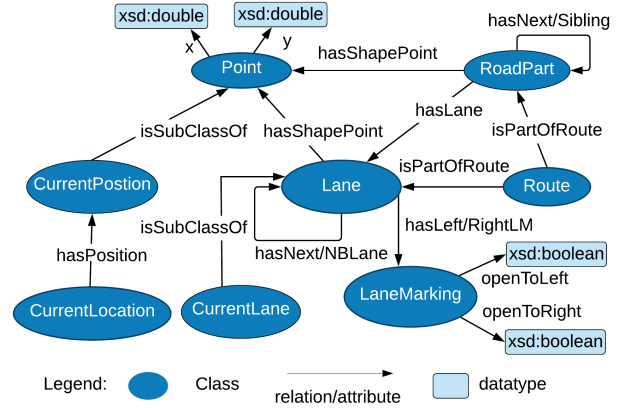 xsd:double
xsd:double
x
y
hasNext/Sibling
Point
hasShapePoint
RoadPart
isSubClassOf
hasShapePoint
hasLane
isPartOfRoute
CurrentPostion
Lane
isPartOfRoute
Route
isSubClassOf
hasLeft/RightLM
hasPosition
hasNext/NBLane
xsd:boolean
openToLeft
CurrentLocation
CurrentLane
LaneMarking
openToRight
xsd:boolean
Legend:
Class
relation/attribute
datatype